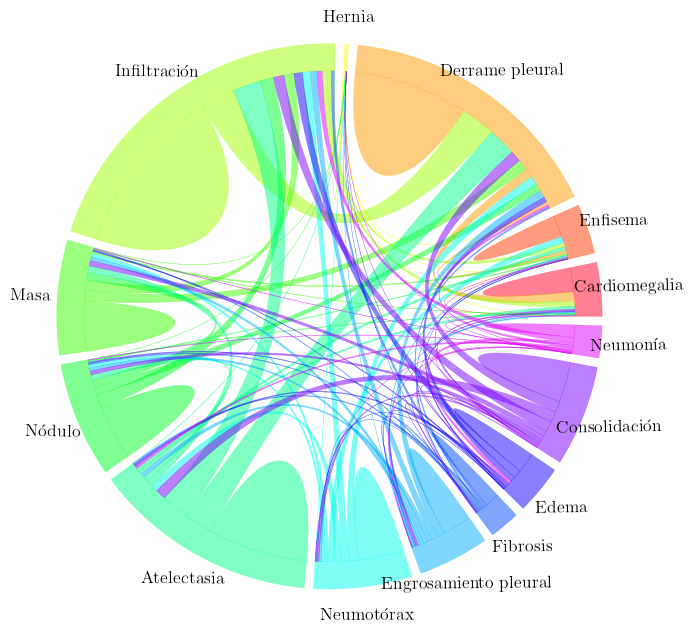 Hernia
Infiltración
Derrame pleural
Enfisema
Cardiomegalia
Masa
Neumonía
Nódulo
Consolidación
Edema
Fibrosis
Atelectasia
Engrosamiento pleural
Neumotórax